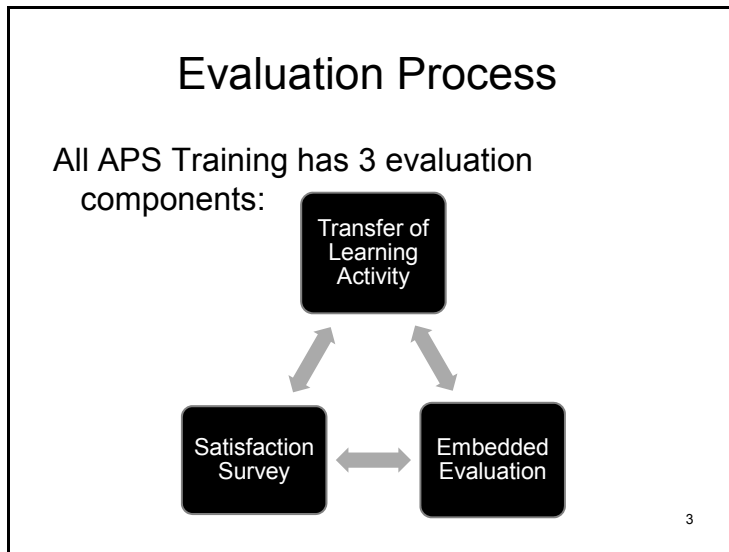 Evaluation Process
All APS Training has 3 evaluation
components:
Transfer of
Learning
Activity
Satisfaction
Survey
Embedded
Evaluation
3